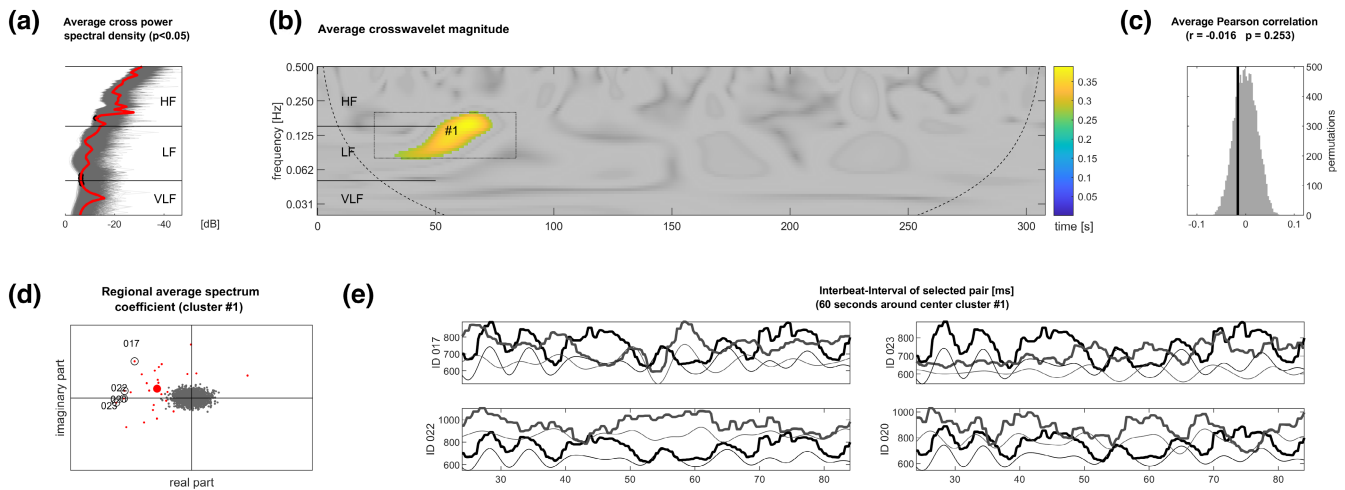 (a)
Average cross power
spectral density (p<0.05)
HF
LF
VLF
0 -20 -40 [dB]
(b)
Average crosswavelet magnitude
frequency [Hz]
0.500
0.250
0.125
0.062
0.031
HF
LF
VLF
#1
0 50 100 150 200 250 300
0.35
0.3
0.25
0.2
0.15
0.1
0.05
time [s]
(c)
Average Pearson correlation
(r = -0.016 p = 0.253)
500
400
300
200
100
0
permutations
-0.1 0 0.1
(d)
Regional average spectrum
coefficient (cluster #1)
imaginary part
017
022
023
real part
(e)
Interbeat-Interval of selected pair [ms]
(60 seconds around center cluster #1)
ID 017
800
700
600
ID 023
800
700
600
ID 022
1000
800
600
30 40 50 60 70 80
ID 020
1000
900
800
700
600
30 40 50 60 70 80